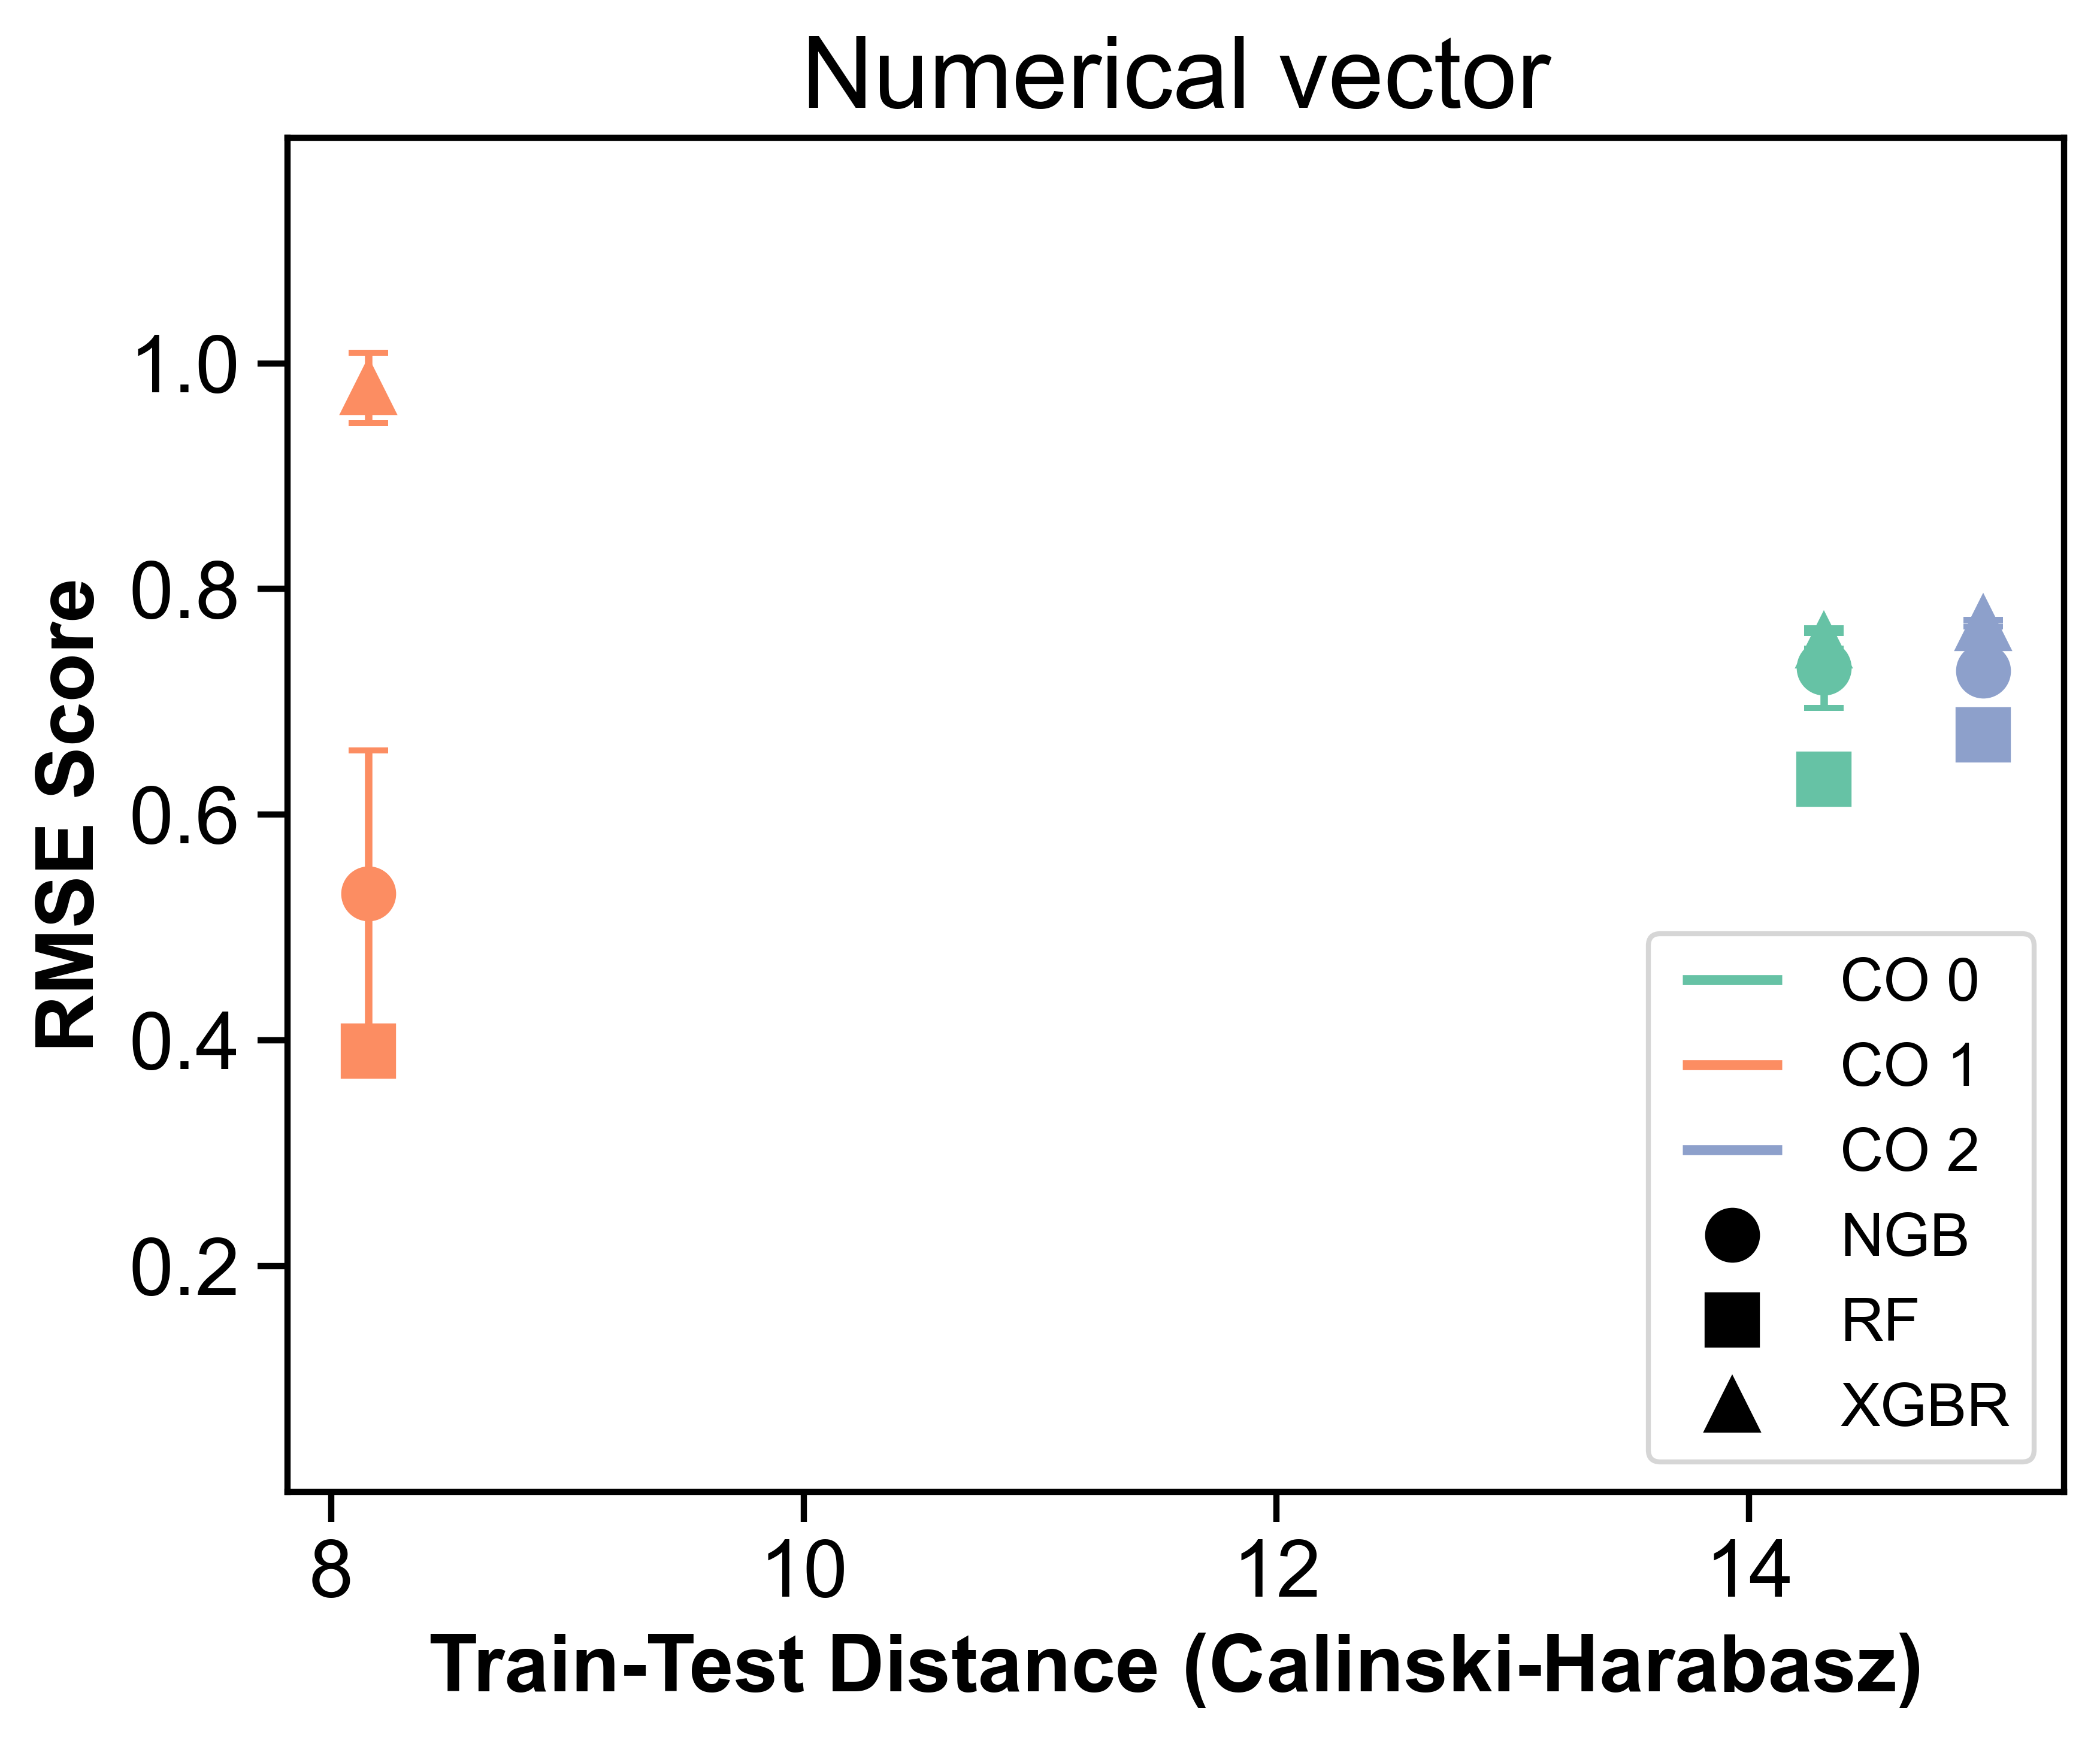 Numerical vector
1.0
0.8
0.6
0.4
0.2
RMSE Score
CO 0
CO 1
CO 2
NGB
RF
XGBR
8 10 12 14
Train-Test Distance (Calinski-Harabasz)